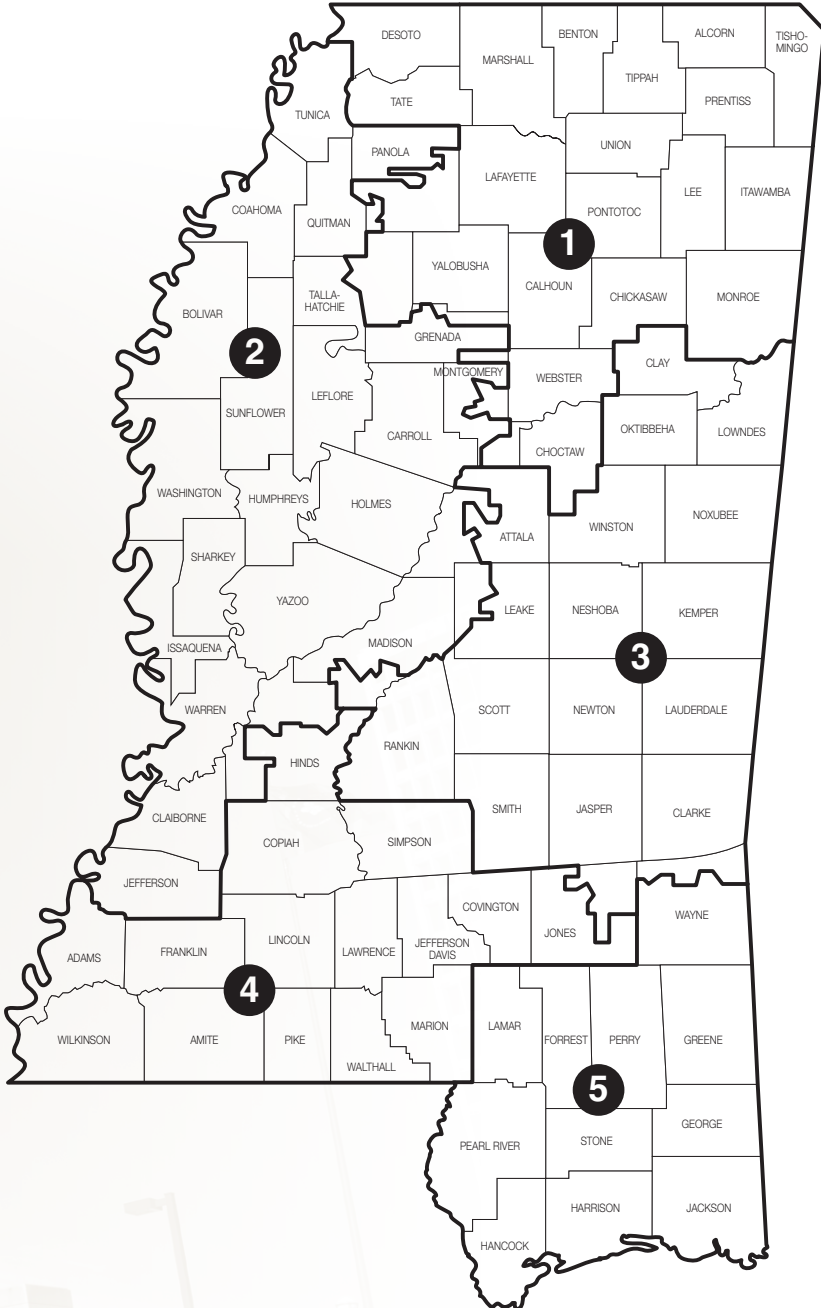 DESOTO
BENTON
ALCORN
TISHO-
MINGO
MARSHALL
TIPPAH
TATE
PRENTISS
TUNICA
UNION
PANOLA
LAFAYETTE
LEE
ITAWAMBA
COAHOMA
PONTOTOC
QUITMAN
1
YALOBUSHA
CALHOUN
TALLA-
HATCHIE
CHICKASAW
MONROE
BOLIVAR
GRENADA
2
CLAY
MONTGOMERY
WEBSTER
LEFLORE
SUNFLOWER
OKTIBBEHA
LOWNDES
CARROLL
CHOCTAW
WASHINGTON
HUMPHREYS
HOLMES
NOXUBEE
WINSTON
ATTALA
SHARKEY
YAZOO
LEAKE
NESHOBA
KEMPER
MADISON
ISSAQUENA
3
WARREN
SCOTT
NEWTON
LAUDERDALE
RANKIN
HINDS
SMITH
JASPER
CLARKE
CLAIBORNE
COPIAH
SIMPSON
JEFFERSON
COVINGTON
WAYNE
JONES
LINCOLN
JEFFERSON
DAVIS
FRANKLIN
LAWRENCE
ADAMS
4
LAMAR
MARION
WILKINSON
AMITE
PIKE
FORREST
PERRY
GREENE
WALTHALL
5
GEORGE
STONE
PEARL RIVER
HARRISON
JACKSON
HANCOCK